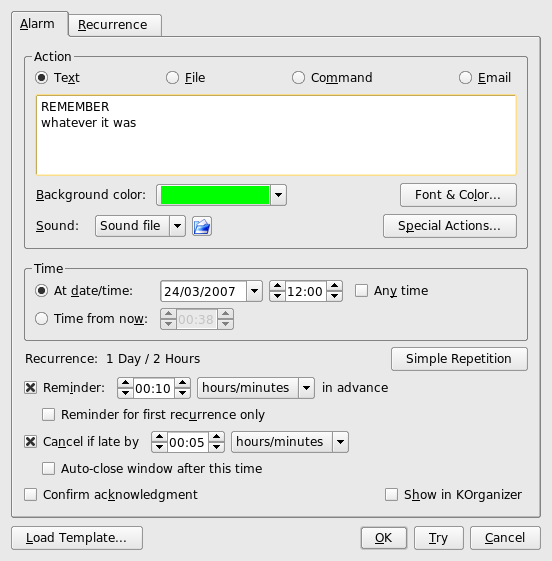 Alarm Recurrence
Action
Text File Command Email
REMEMBER
whatever it was
Background color: Font & Color...
Sound: Sound file Special Actions...
Time
At date/time: 24/03/2007 12:00 Any time
Time from now: 00:38
Recurrence: 1 Day / 2 Hours Simple Repetition
Reminder: 00:10 hours/minutes in advance
Reminder for first recurrence only
Cancel if late by 00:05 hours/minutes
Auto-close window after this time
Confirm acknowledgment Show in KOrganizer
Load Template... OK Try Cancel